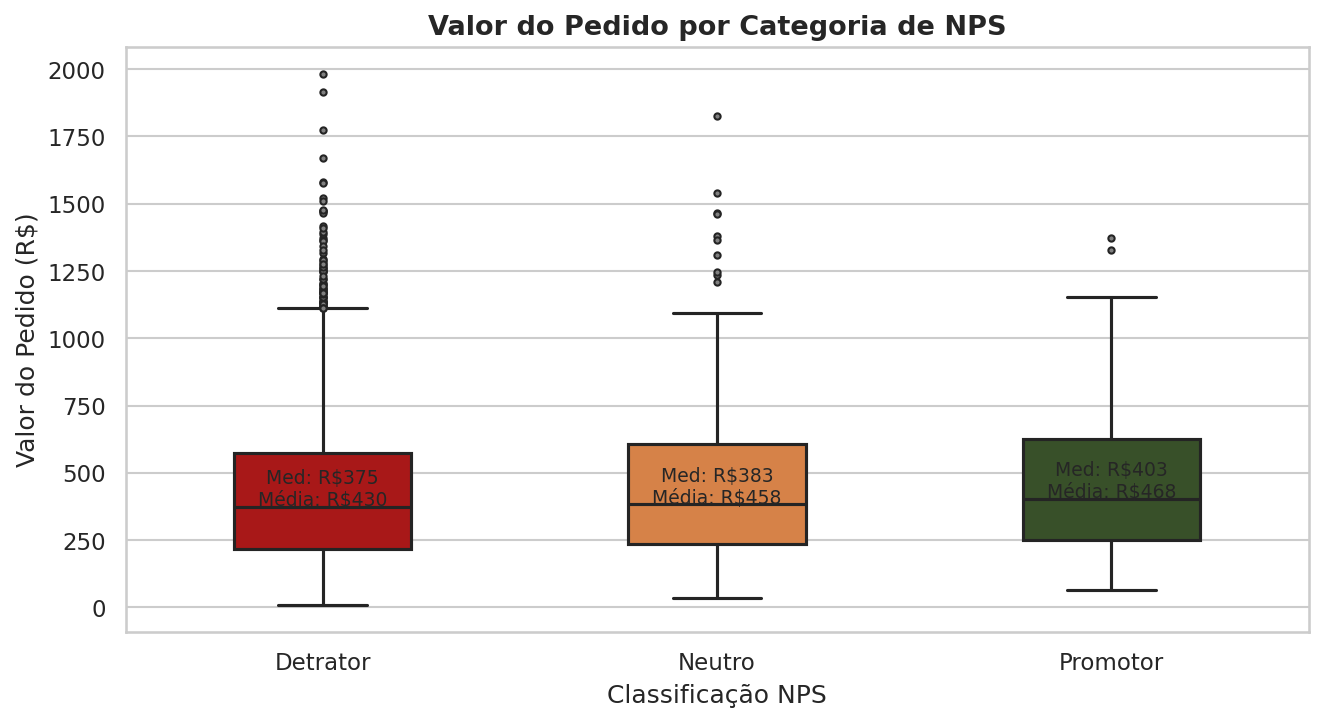 Valor do Pedido por Categoria de NPS
Valor do Pedido (R$)
2000
1750
1500
1250
1000
750
500
250
0
Med: R$375
Média: R$430
Med: R$383
Média: R$458
Med: R$403
Média: R$468
Detrator
Neutro
Promotor
Classificação NPS